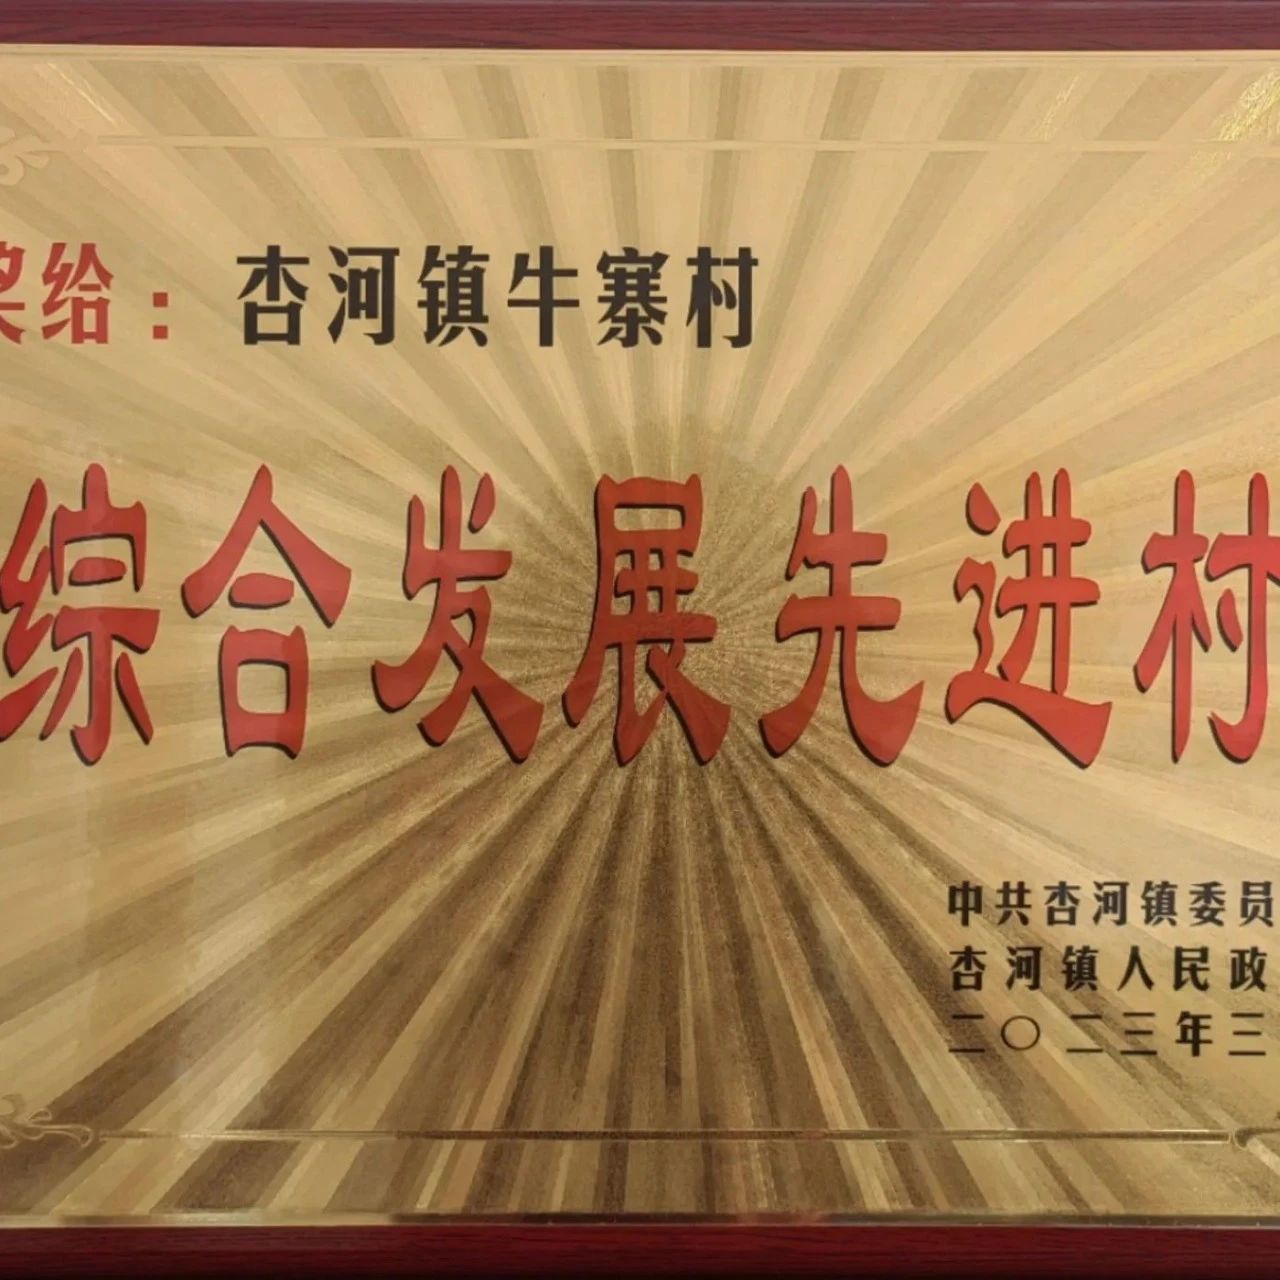 奖给：杏河镇牛寨村
综合发展先进村
中共杏河镇委员
杏河镇人民政
二〇二三年三